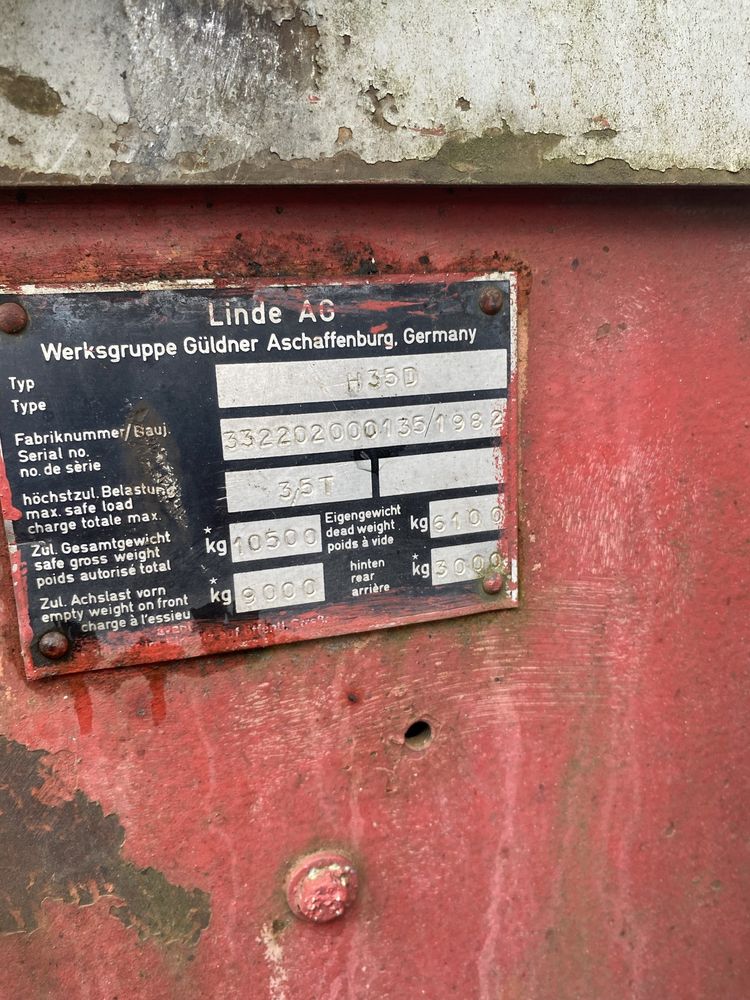 Linde AG
Werksgruppe Güldner Aschaffenburg, Germany
Typ
Type
H35D
Fabriknummer/Bauj.
Serial no.
no. de sèrie
332202000135/1982
höchstzul. Belastung
max. safe load
charge totale max.
3,5T
Zul. Gesamtgewicht
safe gross weight
poids autorisé total
* kg 10500
Eigengewicht
dead weight
poids à vide
kg 6100
Zul. Achslast vorn
empty weight on front
charge à l'essieu
* kg 9000
hinten
rear
arrière
* kg 3000